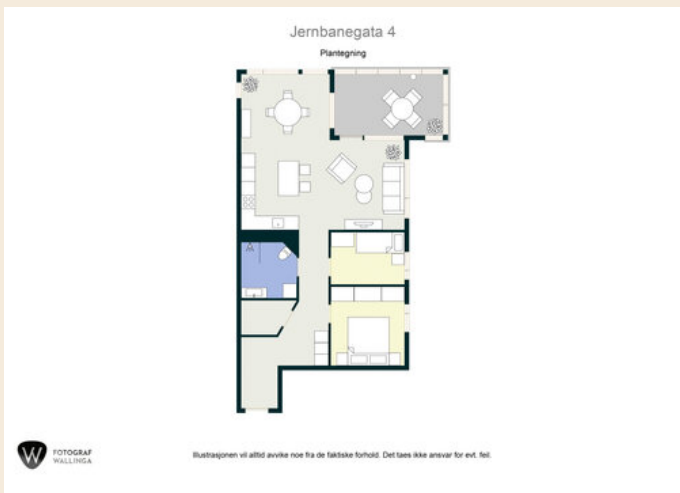 Jernbanegata 4
Plantegning
FOTOGRAF
WALLINGA
Illustrasjonen vil alltid avvike noe fra de faktiske forhold. Det taes ikke ansvar for evt. feil.